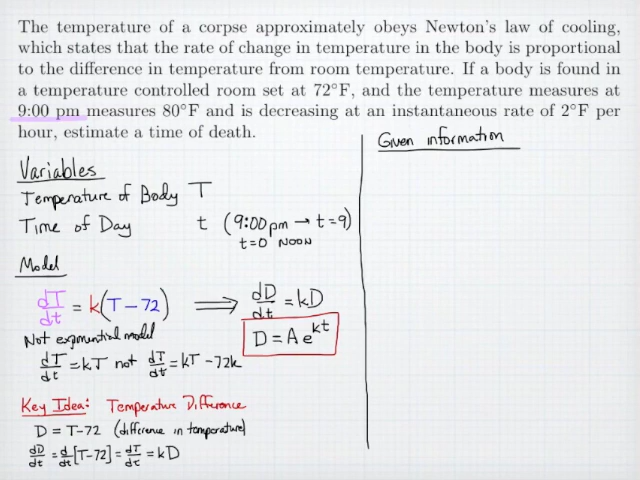 The temperature of a corpse approximately obeys Newton's law of cooling,
which states that the rate of change in temperature in the body is proportional
to the difference in temperature from room temperature. If a body is found in
a temperature controlled room set at 72°F, and the temperature measures at
9:00 pm measures 80°F and is decreasing at an instantaneous rate of 2°F per
hour, estimate a time of death.
Given information
Variables
Temperature of Body T
Time of Day t (9:00pm → t=9)
t=0 NOON
Model
dT/dt = k(T-72) ⟹ dD/dt = kD
Not exponential model
D = Ae^kt
dT/dt = kT not dT/dt = kT - 72k
Key Idea: Temperature Difference
D = T-72 (difference in temperature)
dD/dt = d/dt[T-72] = dT/dt = kD